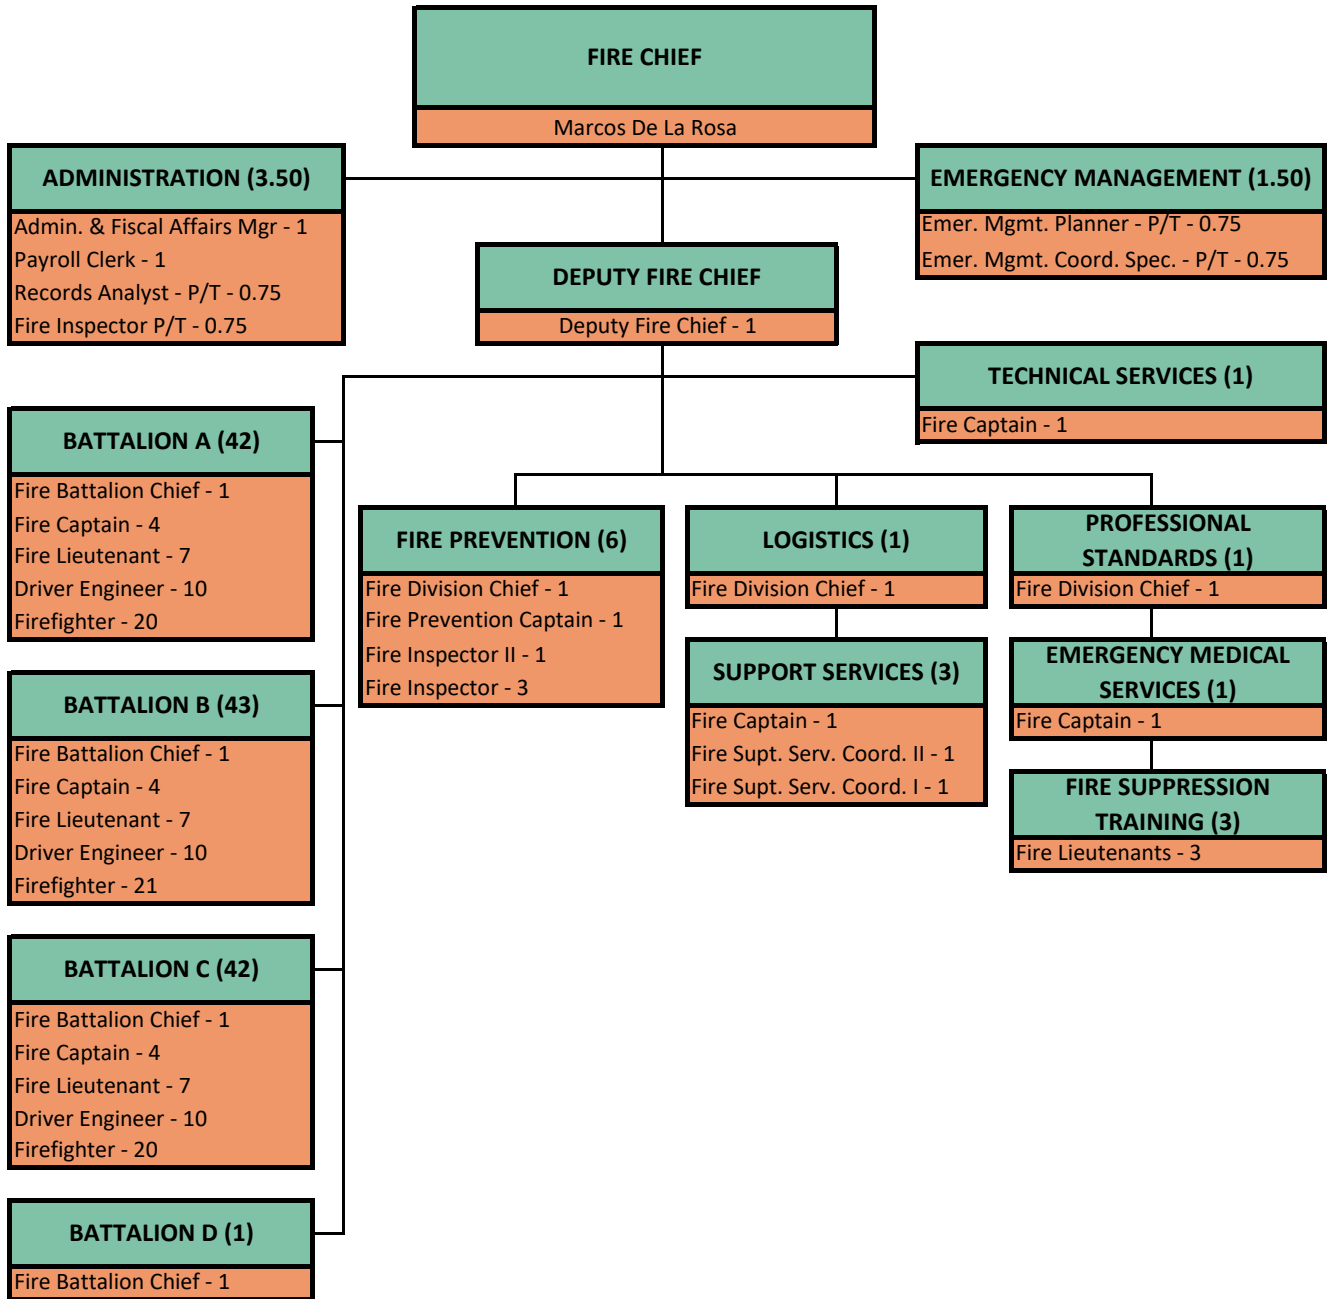 FIRE CHIEF
Marcos De La Rosa
ADMINISTRATION (3.50)
Admin. & Fiscal Affairs Mgr - 1
Payroll Clerk - 1
Records Analyst - P/T - 0.75
Fire Inspector P/T - 0.75
EMERGENCY MANAGEMENT (1.50)
Emer. Mgmt. Planner - P/T - 0.75
Emer. Mgmt. Coord. Spec. - P/T - 0.75
DEPUTY FIRE CHIEF
Deputy Fire Chief - 1
TECHNICAL SERVICES (1)
Fire Captain - 1
BATTALION A (42)
Fire Battalion Chief - 1
Fire Captain - 4
Fire Lieutenant - 7
Driver Engineer - 10
Firefighter - 20
BATTALION B (43)
Fire Battalion Chief - 1
Fire Captain - 4
Fire Lieutenant - 7
Driver Engineer - 10
Firefighter - 21
BATTALION C (42)
Fire Battalion Chief - 1
Fire Captain - 4
Fire Lieutenant - 7
Driver Engineer - 10
Firefighter - 20
BATTALION D (1)
Fire Battalion Chief - 1
FIRE PREVENTION (6)
Fire Division Chief - 1
Fire Prevention Captain - 1
Fire Inspector II - 1
Fire Inspector - 3
LOGISTICS (1)
Fire Division Chief - 1
SUPPORT SERVICES (3)
Fire Captain - 1
Fire Supt. Serv. Coord. II - 1
Fire Supt. Serv. Coord. I - 1
PROFESSIONAL
STANDARDS (1)
Fire Division Chief - 1
EMERGENCY MEDICAL
SERVICES (1)
Fire Captain - 1
FIRE SUPPRESSION
TRAINING (3)
Fire Lieutenants - 3